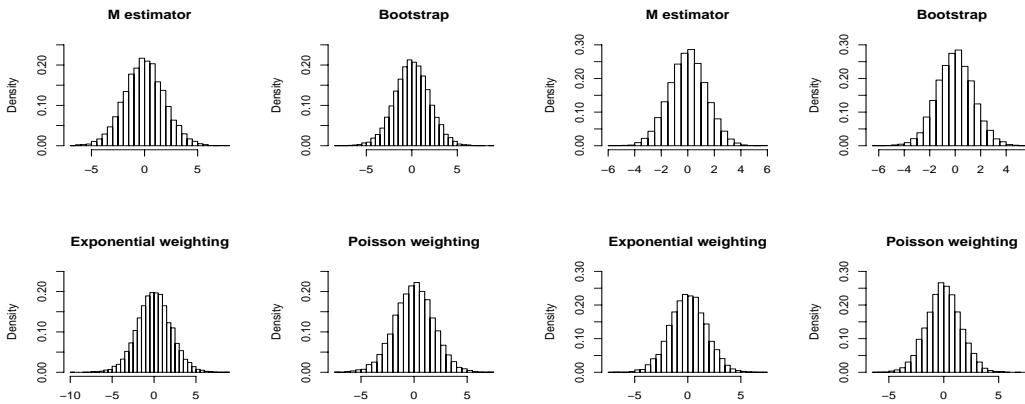 M estimator
Density
0.00 0.10 0.20
−5 0 5
Bootstrap
Density
0.00 0.10 0.20
−5 0 5
M estimator
Density
0.00 0.10 0.20 0.30
−6 −4 −2 0 2 4 6
Bootstrap
Density
0.00 0.10 0.20 0.30
−6 −4 −2 0 2 4
Exponential weighting
Density
0.00 0.10 0.20
−10 −5 0 5
Poisson weighting
Density
0.00 0.10 0.20
−5 0 5
Exponential weighting
Density
0.00 0.10 0.20 0.30
−5 0 5
Poisson weighting
Density
0.00 0.10 0.20 0.30
−5 0 5